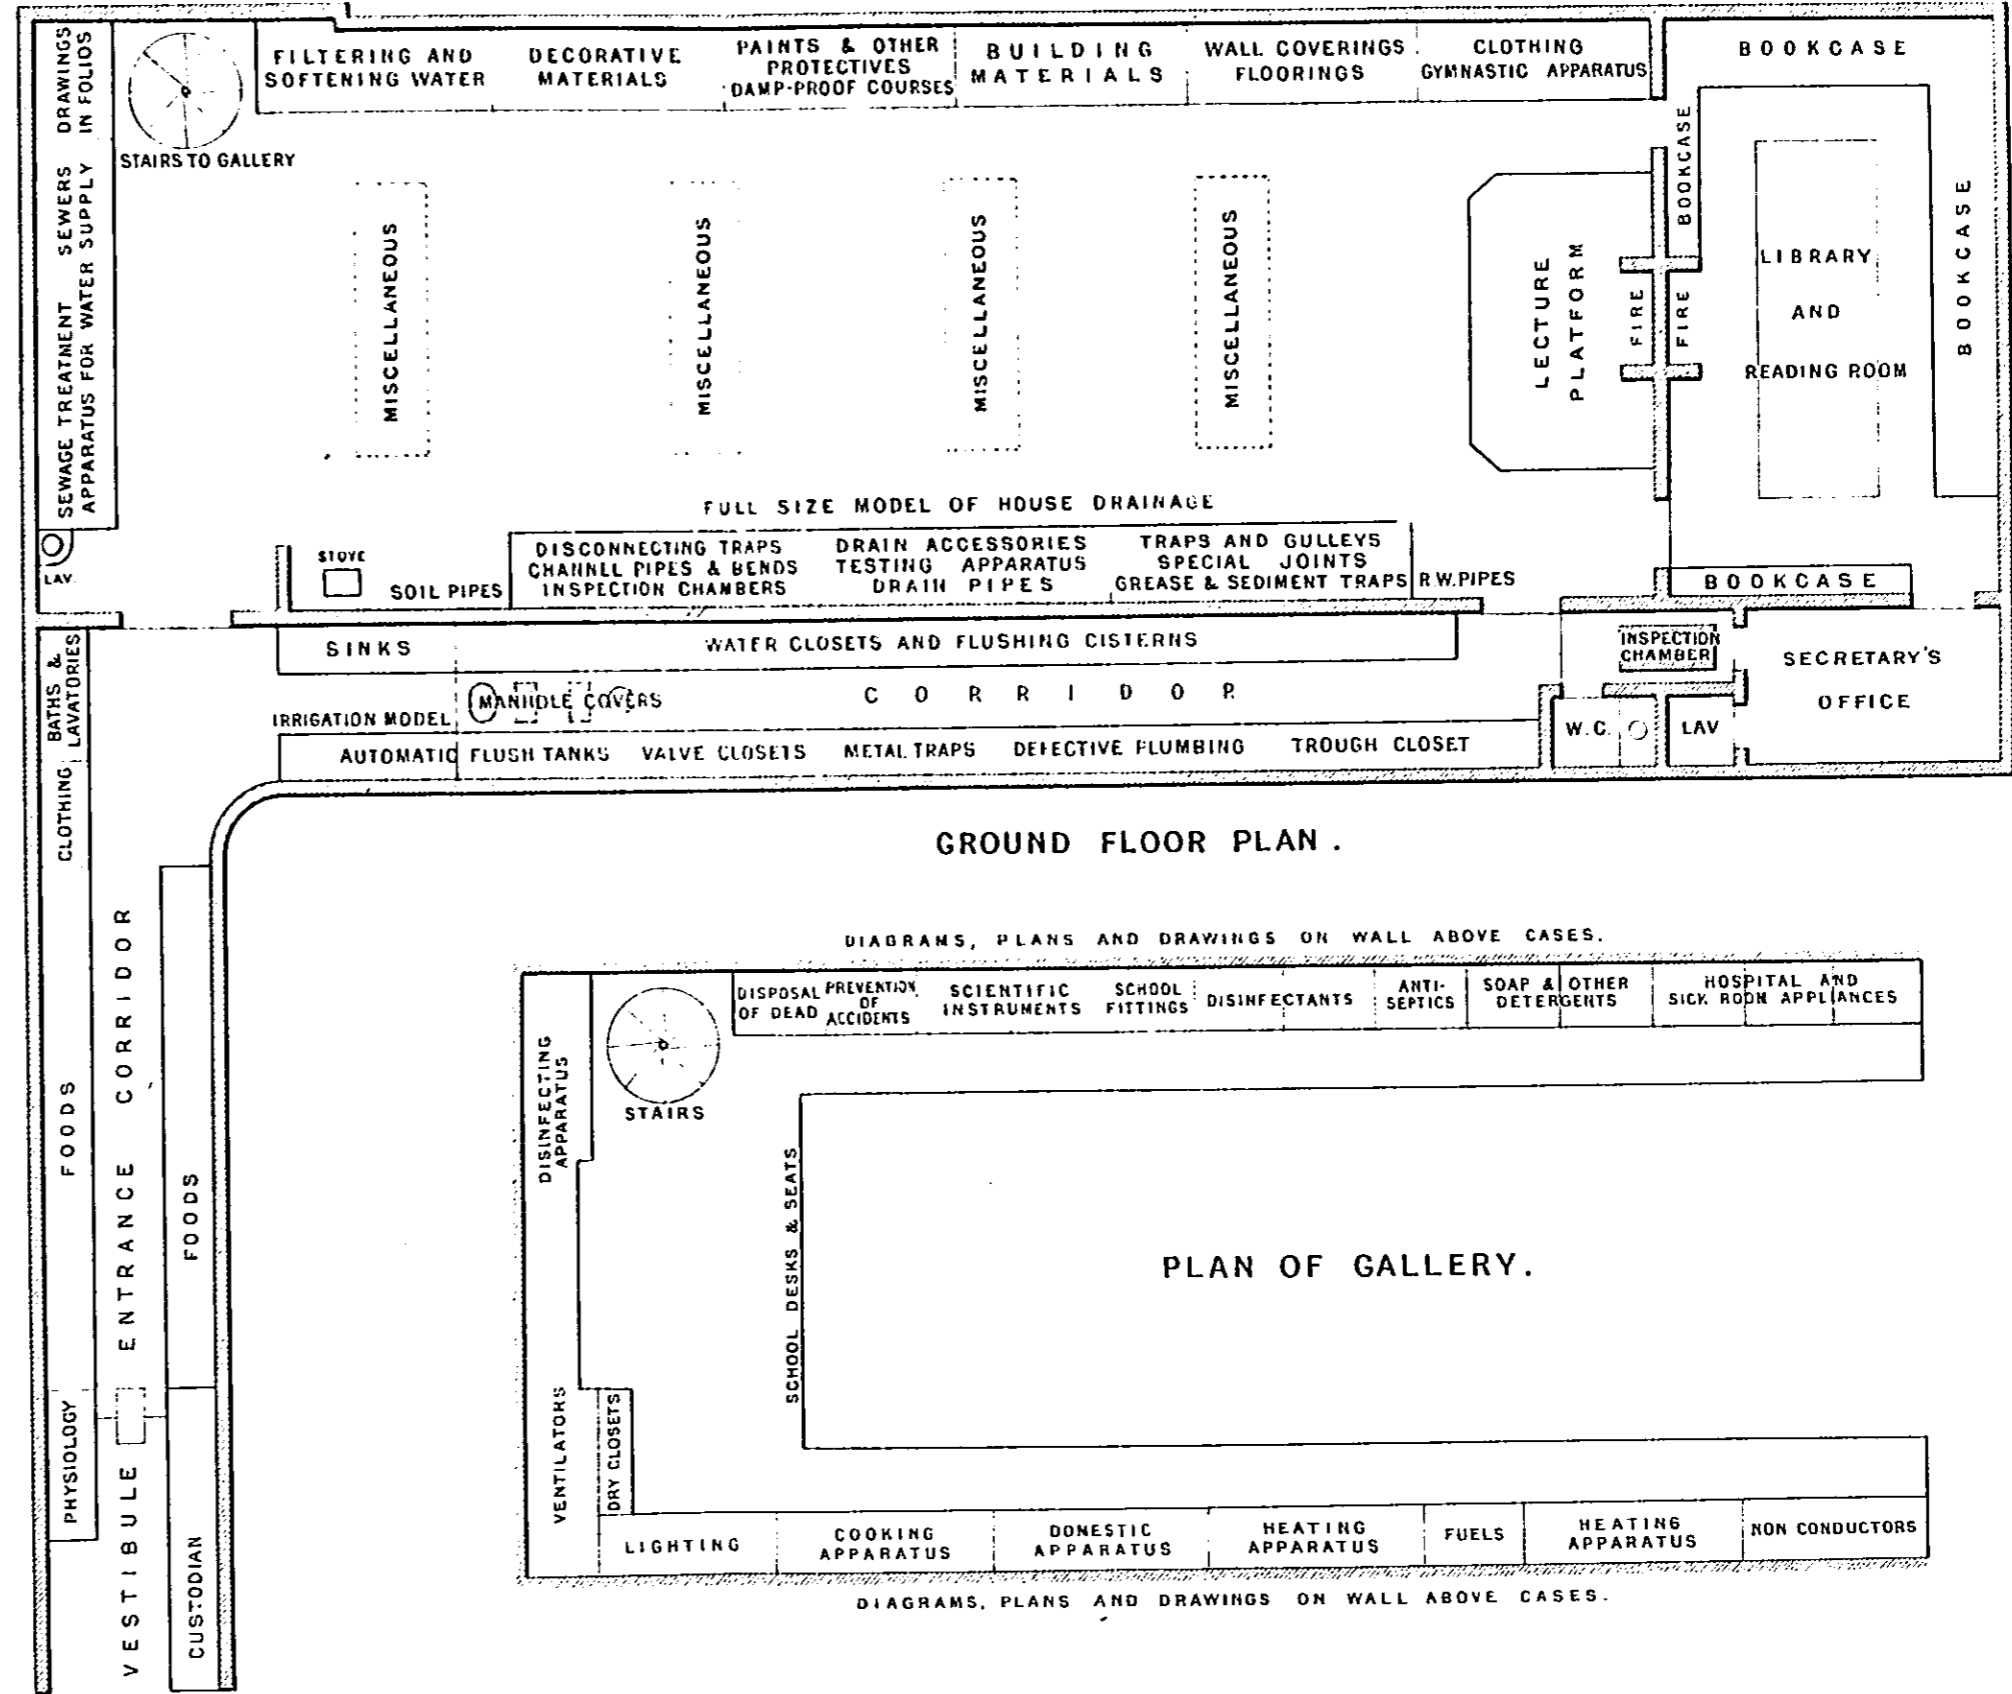 DRAWINGS
IN FOLIOS
SEWERS
SEWAGE TREATMENT
APPARATUS FOR WATER SUPPLY
STAIRS TO GALLERY
FILTERING AND
SOFTENING WATER
DECORATIVE
MATERIALS
PAINTS & OTHER
PROTECTIVES
DAMP-PROOF COURSES
BUILDING
MATERIALS
WALL COVERINGS
FLOORINGS
CLOTHING
GYMNASTIC APPARATUS
BOOKCASE
BOOKCASE
BOOKCASE
MISCELLANEOUS
MISCELLANEOUS
MISCELLANEOUS
MISCELLANEOUS
LECTURE
PLATFORM
FIRE
FIRE
LIBRARY
AND
READING ROOM
FULL SIZE MODEL OF HOUSE DRAINAGE
LAV.
STOVE
SOIL PIPES
DISCONNECTING TRAPS
CHANNEL PIPES & BENDS
INSPECTION CHAMBERS
DRAIN ACCESSORIES
TESTING APPARATUS
DRAIN PIPES
TRAPS AND GULLEYS
SPECIAL JOINTS
GREASE & SEDIMENT TRAPS
R.W. PIPES
BOOKCASE
BATHS &
LAVATORIES
SINKS
WATER CLOSETS AND FLUSHING CISTERNS
INSPECTION
CHAMBER
SECRETARY'S
OFFICE
MANHOLE COVERS
CORRIDOR
IRRIGATION MODEL
AUTOMATIC FLUSH TANKS
VALVE CLOSETS
METAL TRAPS
DEFECTIVE PLUMBING
TROUGH CLOSET
W.C.
LAV
CLOTHING
GROUND FLOOR PLAN.
FOODS
ENTRANCE CORRIDOR
FOODS
PHYSIOLOGY
VESTIBULE
CUSTODIAN
DIAGRAMS, PLANS AND DRAWINGS ON WALL ABOVE CASES.
DISPOSAL
OF DEAD
PREVENTION
OF
ACCIDENTS
SCIENTIFIC
INSTRUMENTS
SCHOOL
FITTINGS
DISINFECTANTS
ANTI-
SEPTICS
SOAP & OTHER
DETERGENTS
HOSPITAL AND
SICK ROOM APPLIANCES
DISINFECTING
APPARATUS
STAIRS
SCHOOL DESKS & SEATS
PLAN OF GALLERY.
VENTILATORS
DRY CLOSETS
LIGHTING
COOKING
APPARATUS
DOMESTIC
APPARATUS
HEATING
APPARATUS
FUELS
HEATING
APPARATUS
NON CONDUCTORS
DIAGRAMS, PLANS AND DRAWINGS ON WALL ABOVE CASES.